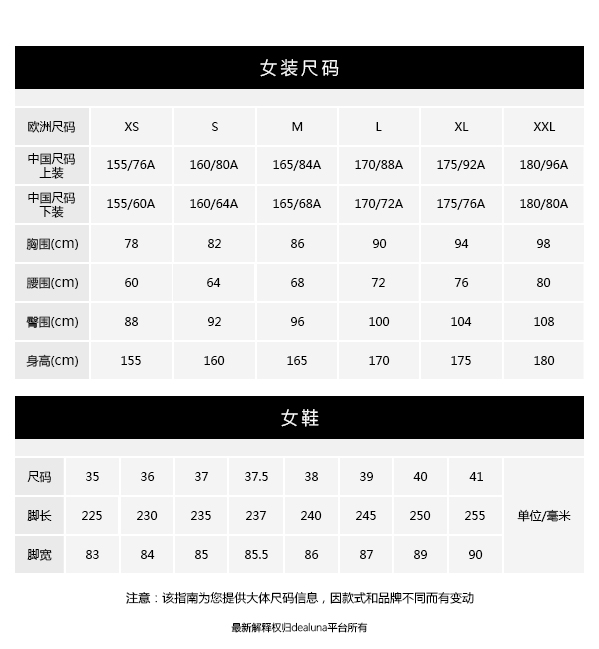 女装尺码
欧洲尺码 XS S M L XL XXL
中国尺码
上装 155/76A 160/80A 165/84A 170/88A 175/92A 180/96A
中国尺码
下装 155/60A 160/64A 165/68A 170/72A 175/76A 180/80A
胸围(cm) 78 82 86 90 94 98
腰围(cm) 60 64 68 72 76 80
臀围(cm) 88 92 96 100 104 108
身高(cm) 155 160 165 170 175 180
女鞋
尺码 35 36 37 37.5 38 39 40 41
脚长 225 230 235 237 240 245 250 255 单位/毫米
脚宽 83 84 85 85.5 86 87 89 90
注意：该指南为您提供大体尺码信息，因款式和品牌不同而有变动
最新解释权归dealuna平台所有